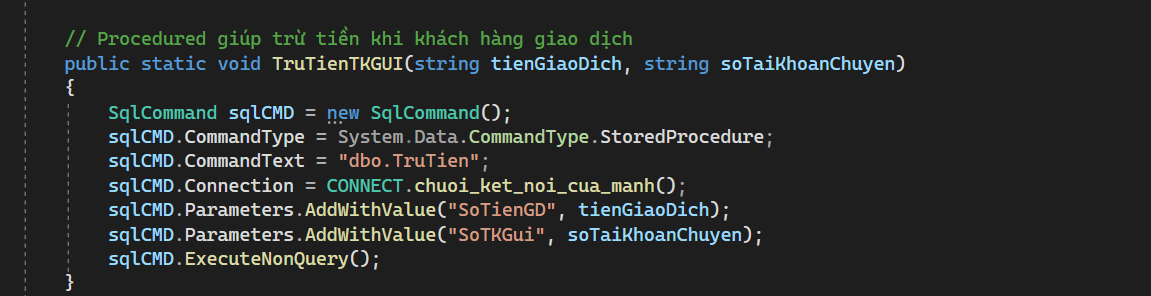 // Procedured giúp trừ tiền khi khách hàng giao dịch
public static void TruTienTKGUI(string tienGiaoDich, string soTaiKhoanChuyen)
{
SqlCommand sqlCMD = new SqlCommand();
sqlCMD.CommandType = System.Data.CommandType.StoredProcedure;
sqlCMD.CommandText = "dbo.TruTien";
sqlCMD.Connection = CONNECT.chuoi_ket_noi_cua_manh();
sqlCMD.Parameters.AddWithValue("SoTienGD", tienGiaoDich);
sqlCMD.Parameters.AddWithValue("SoTKGui", soTaiKhoanChuyen);
sqlCMD.ExecuteNonQuery();
}